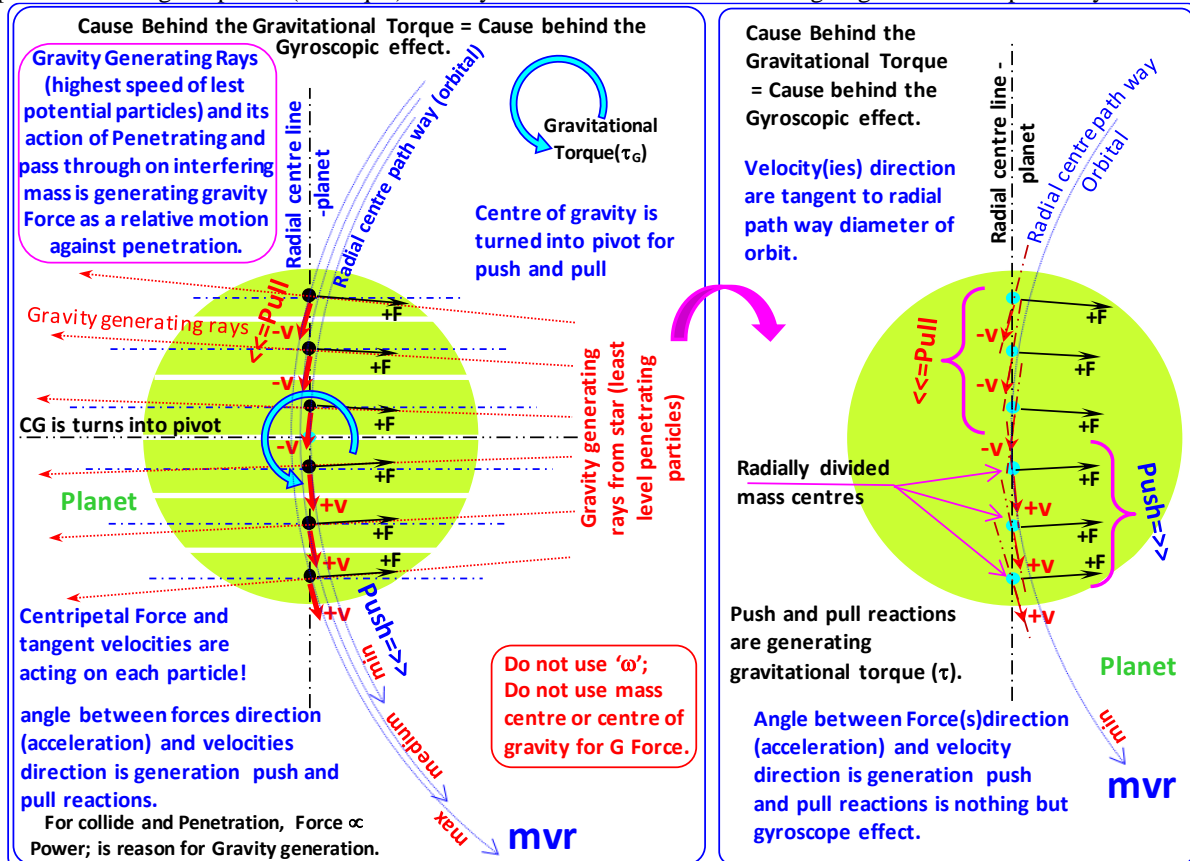 Cause Behind the Gravitational Torque = Cause behind the
Gyroscopic effect.
Gravity Generating Rays
(highest speed of lest
potential particles) and its
action of Penetrating and
pass through on interfering
mass is generating gravity
Force as a relative motion
against penetration.
Radial centre line
-planet
Radial centre path way (orbital)
Gravitational
Torque(τG)
Centre of gravity is
turned into pivot for
push and pull
<<=Pull
Gravity generating rays
-v
+F
-v
+F
-v
+F
+F
+v
+F
+v
+F
+v
CG is turns into pivot
Planet
Gravity generating
rays from star (least
level penetrating
particles)
Push=>>
min
medium
max
mvr
Centripetal Force and
tangent velocities are
acting on each particle!
angle between forces direction
(acceleration) and velocities
direction is generation push and
pull reactions.
For collide and Penetration, Force ∝
Power; is reason for Gravity generation.
Do not use ‘ω’;
Do not use mass
centre or centre of
gravity for G Force.
Cause Behind the
Gravitational Torque
= Cause behind the
Gyroscopic effect.
Velocity(ies) direction
are tangent to radial
path way diameter of
orbit.
Radial centre line -
planet
Radial centre path way
Orbital
<<=Pull
+F
-v
+F
-v
+F
-v
+F
+v
+F
+v
+F
+v
Push=>>
Radially divided
mass centres
Push and pull reactions
are generating
gravitational torque (τ).
Planet
Angle between Force(s)direction
(acceleration) and velocity
direction is generation push
and pull reactions is nothing but
gyroscope effect.
min
mvr